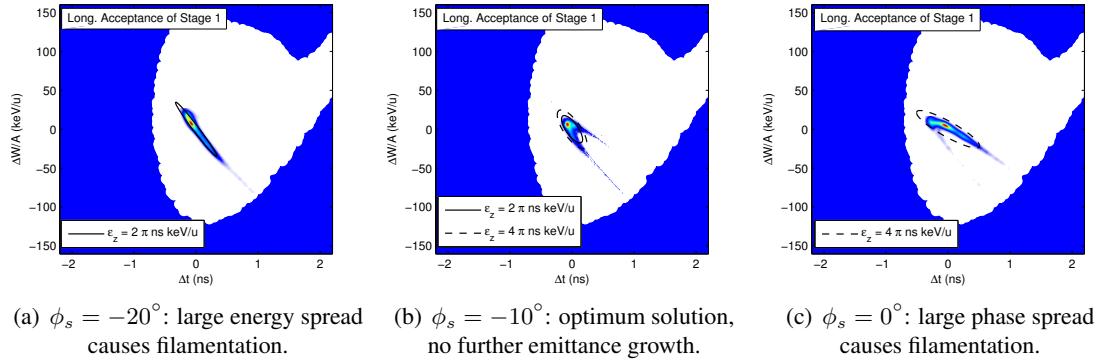 Long. Acceptance of Stage 1
150
100
50
0
−50
−100
−150
ΔW/A (keV/u)
ε_z = 2 π ns keV/u
−2 −1 0 1 2
Δt (ns)
(a) ϕ_s = −20°: large energy spread
causes filamentation.
Long. Acceptance of Stage 1
150
100
50
0
−50
−100
−150
ΔW/A (keV/u)
ε_z = 2 π ns keV/u
ε_z = 4 π ns keV/u
−2 −1 0 1 2
Δt (ns)
(b) ϕ_s = −10°: optimum solution,
no further emittance growth.
Long. Acceptance of Stage 1
150
100
50
0
−50
−100
−150
ΔW/A (keV/u)
ε_z = 4 π ns keV/u
−2 −1 0 1 2
Δt (ns)
(c) ϕ_s = 0°: large phase spread
causes filamentation.